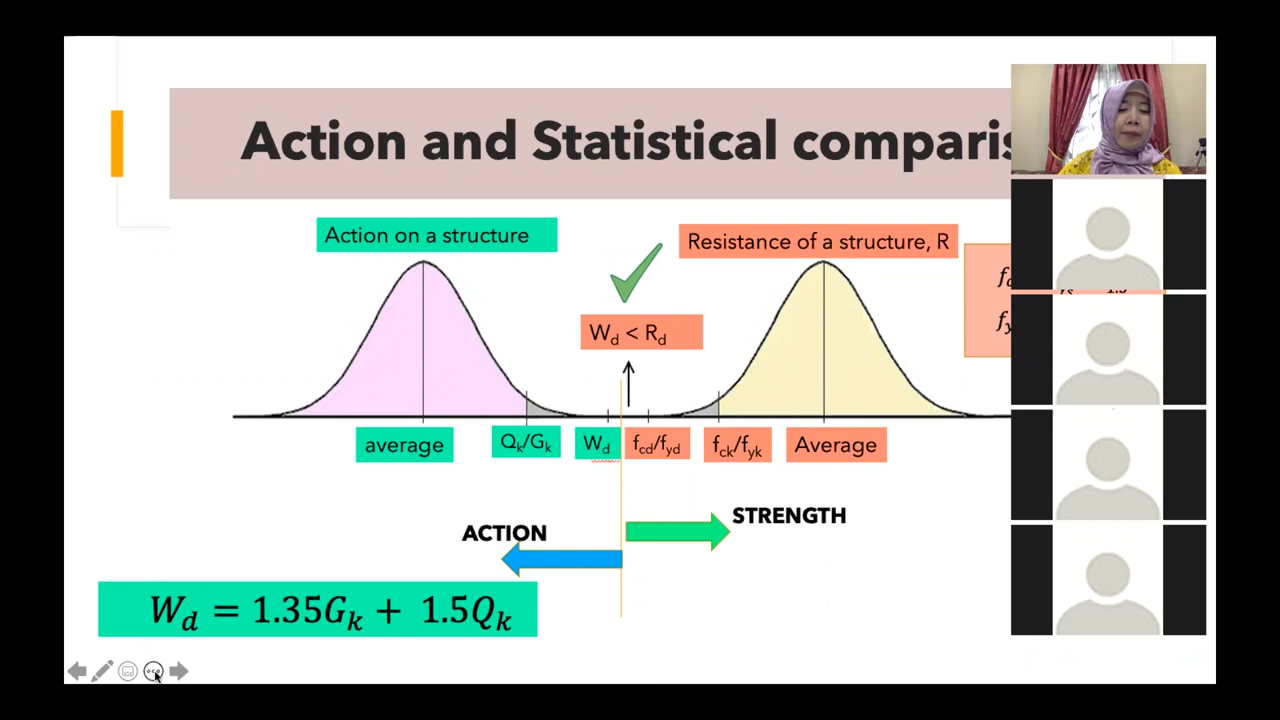 Action and Statistical comparis
Action on a structure
Resistance of a structure, R
W_d < R_d
average
Q_k/G_k
W_d
f_cd/f_yd
f_ck/f_yk
Average
ACTION
STRENGTH
W_d = 1.35G_k + 1.5Q_k